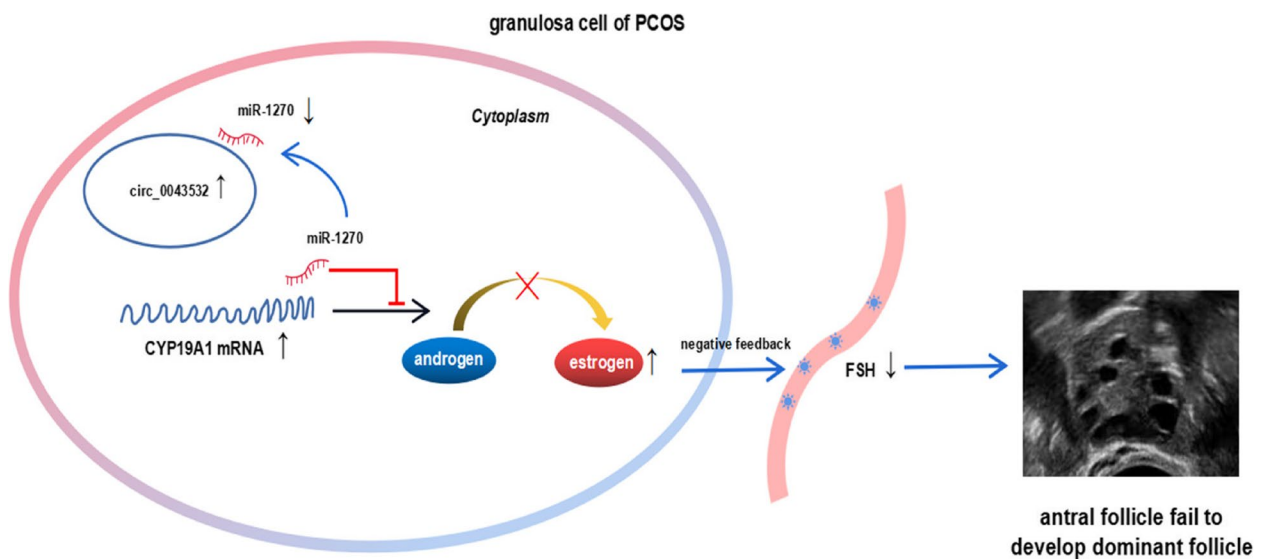 granulosa cell of PCOS
miR-1270 ↓
Cytoplasm
circ_0043532 ↑
miR-1270
CYP19A1 mRNA ↑
androgen
estrogen ↑
negative feedback
FSH ↓
antral follicle fail to
develop dominant follicle